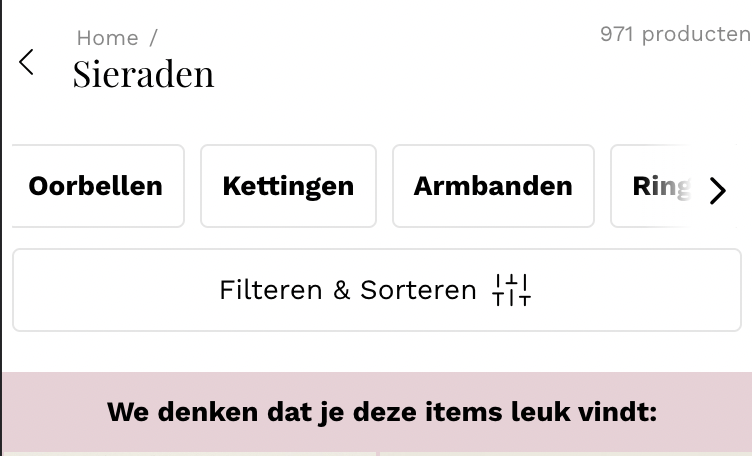 Home /
971 producten
Sieraden
Oorbellen
Kettingen
Armbanden
Ring
Filteren & Sorteren
We denken dat je deze items leuk vindt: